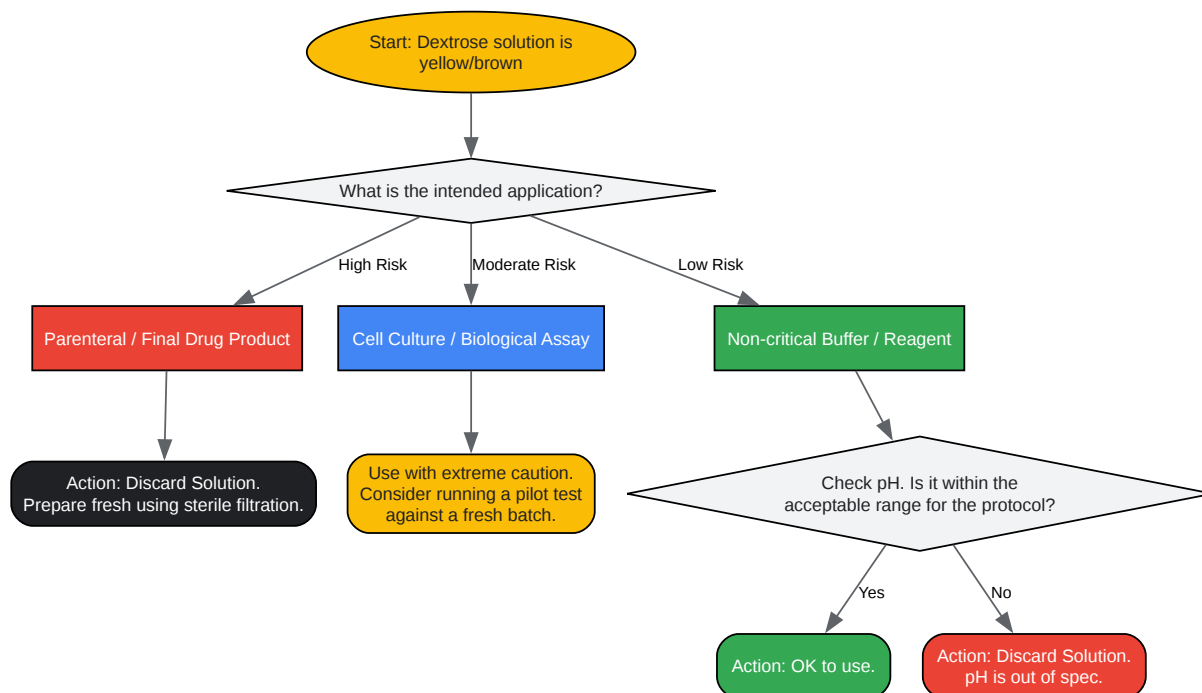 Start: Dextrose solution is
yellow/brown
What is the intended application?
High Risk
Moderate Risk
Low Risk
Parenteral / Final Drug Product
Cell Culture / Biological Assay
Non-critical Buffer / Reagent
Action: Discard Solution.
Prepare fresh using sterile filtration.
Use with extreme caution.
Consider running a pilot test
against a fresh batch.
Check pH. Is it within the
acceptable range for the protocol?
Yes
No
Action: OK to use.
Action: Discard Solution.
pH is out of spec.